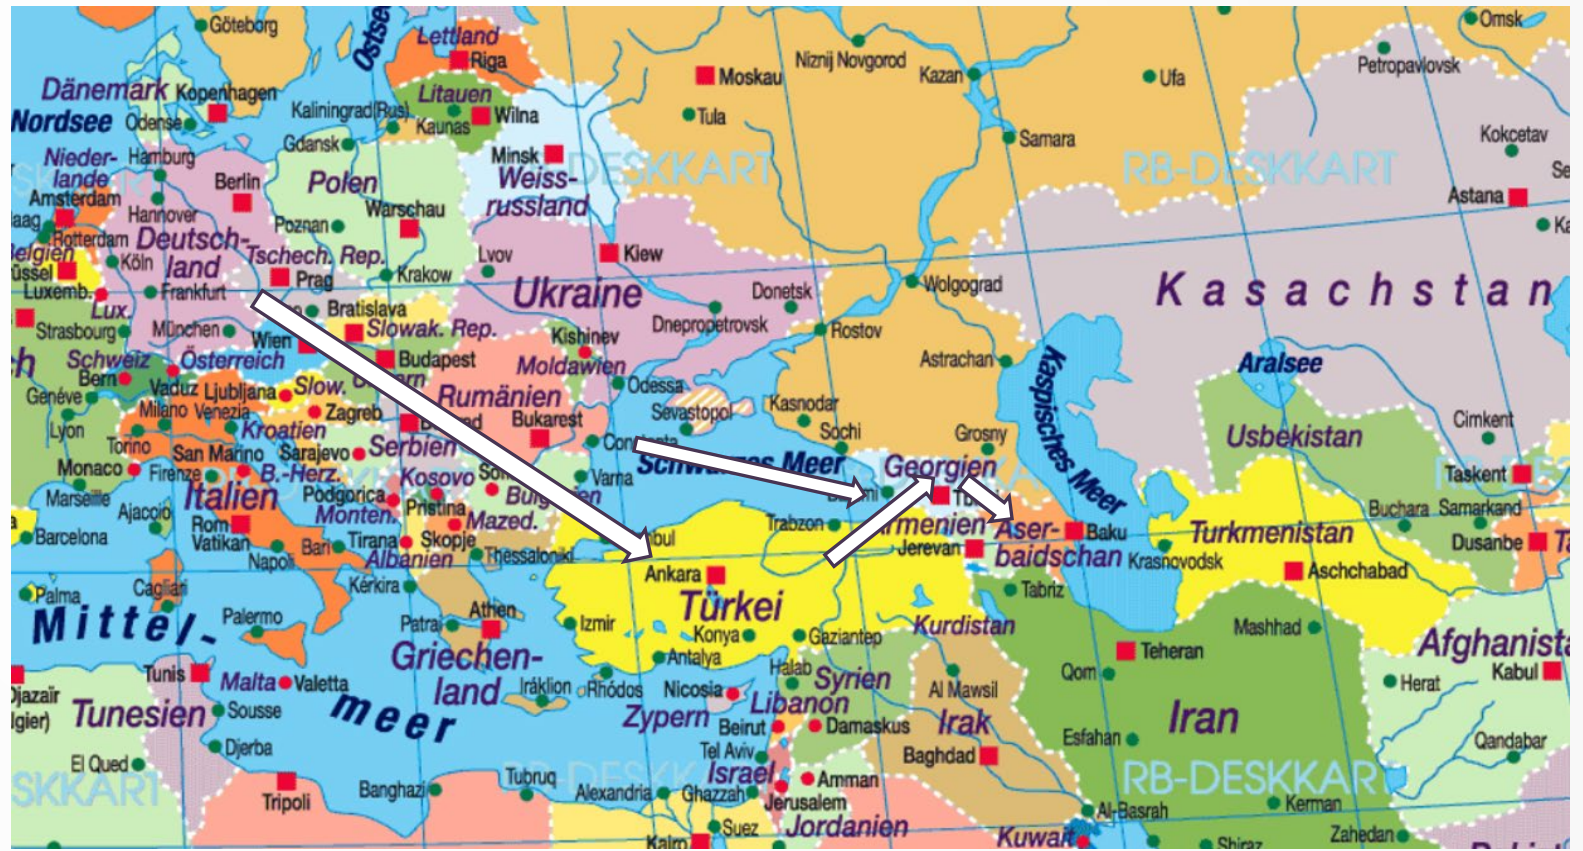 Göteborg
Ostsee
Lettland
Riga
Omsk
Niznij Novgorod
Petropavlovsk
Moskau
Kazan
Ufa
Dänemark
Kopenhagen
Litauen
Kaliningrad(Rus)
Wilna
Kaunas
Tula
Nordsee
Odense
Gdansk
Samara
Kokcetav
Nieder-
lande
Hamburg
Minsk
Weiss-
russland
RB-DESKKART
Berlin
Polen
Amsterdam
Hannover
Warschau
Poznan
Astana
Rotterdam
Deutsch-
land
Tschech. Rep.
Lvov
Kiew
Köln
Prag
Krakow
Luxemb.
Frankfurt
Ukraine
Donetsk
Wolgograd
Kasachstan
Lux.
Bratislava
Strasbourg
München
Slowak. Rep.
Dnepropetrovsk
Rostov
Wien
Kishinev
Schweiz
Österreich
Budapest
Moldawien
Astrachan
Kaspisches Meer
Aralsee
Bern
Vaduz
Ljubljana
Slow.
Rumänien
Odessa
Genéve
Milano
Venezia
Zagreb
Bukarest
Sevastopol
Kasnodar
Cimkent
Lyon
Kroatien
Sochi
Usbekistan
Torino
San Marino
Sarajevo
Serbien
Grosny
Monaco
Firenze
B.-Herz.
Kosovo
Varna
Schwarzes Meer
Georgien
Taskent
Marseille
Italien
Podgorica
Pristina
Ajaccio
Monten.
Mazed.
Trabzon
Buchara
Samarkand
Rom
Vatikan
Tirana
Skopje
Armenien
Aser-
baidschan
Baku
Turkmenistan
Barcelona
Bari
Albanien
Thessaloniki
Jerevan
Krasnovodsk
Dusanbe
Napoli
Ankara
Aschchabad
Palma
Cagliari
Kérkira
Tabriz
Mittel-
meer
Palermo
Athen
Patrai
Izmir
Türkei
Konya
Gaziantep
Kurdistan
Mashhad
Griechen-
land
Antalya
Teheran
Tunis
Malta
Valetta
Iráklion
Rhódos
Nicosia
Halab
Syrien
Al Mawsil
Qom
Herat
Kabul
Tunesien
Sousse
Zypern
Libanon
Beirut
Damaskus
Irak
Iran
Djerba
Tel Aviv
Baghdad
Esfahan
Qandabar
El Qued
Israel
Amman
RB-DESKKART
Tripoli
Banghazi
Tubruq
Alexandria
Ghazzah
Jerusalem
Al-Basrah
Kerman
Suez
Jordanien
Kuwait
Zahedan
Kairo
Shiraz